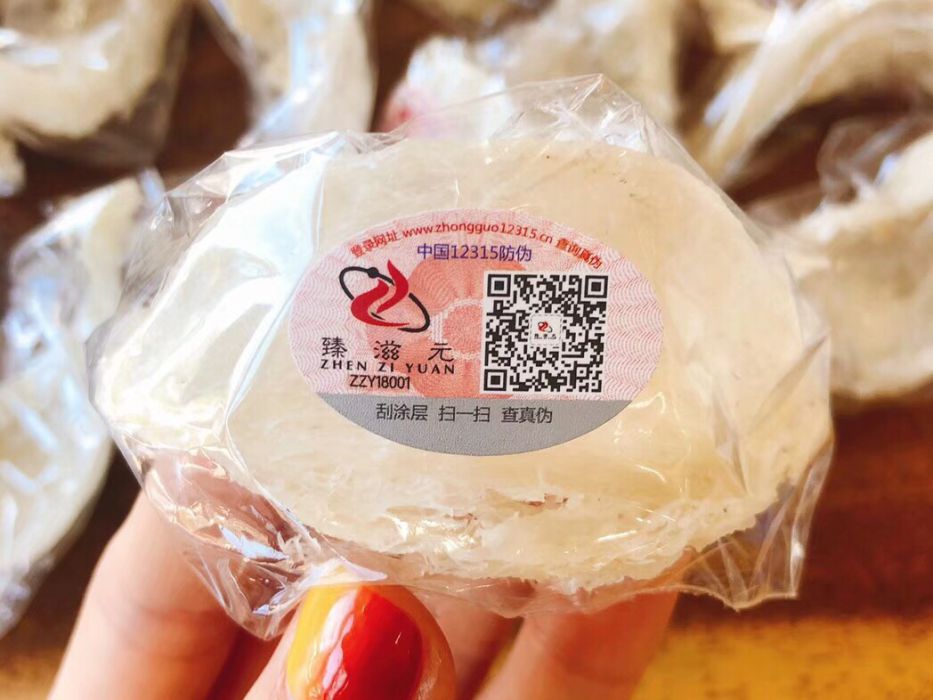 登录网址 www.zhongguo12315.cn 查询真伪
中国12315防伪
臻滋元
ZHEN ZI YUAN
ZZY18001
刮涂层 扫一扫 查真伪